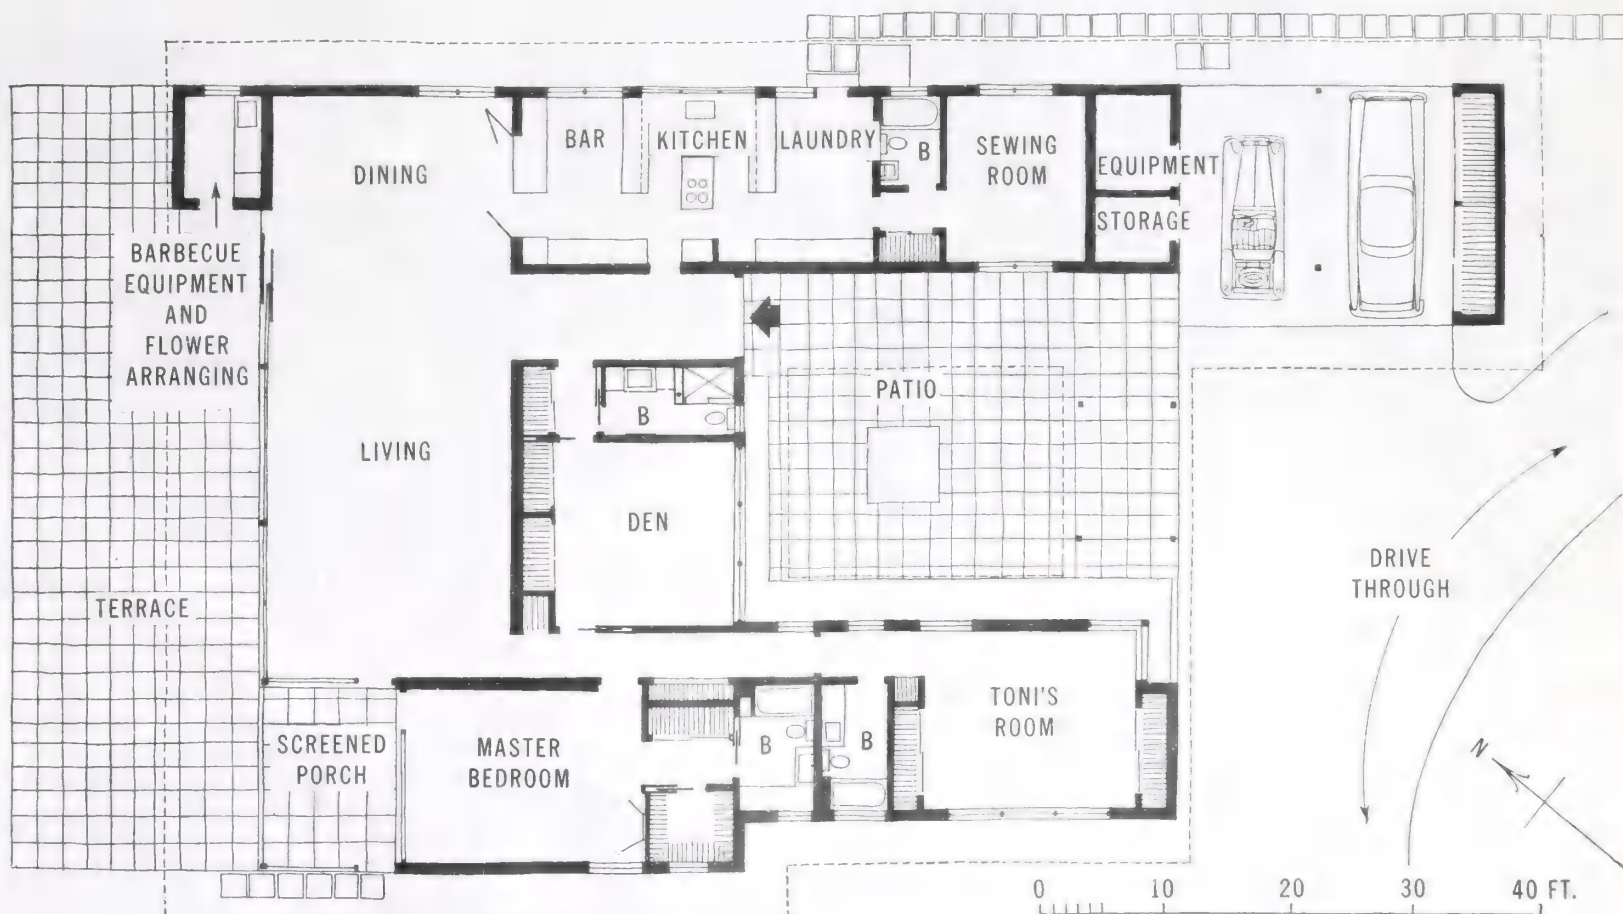 DINING
BAR
KITCHEN
LAUNDRY
B
SEWING
ROOM
EQUIPMENT
STORAGE
BARBECUE
EQUIPMENT
AND
FLOWER
ARRANGING
PATIO
B
LIVING
DEN
DRIVE
THROUGH
TERRACE
TONI'S
ROOM
SCREENED
PORCH
MASTER
BEDROOM
B
B
N
0 10 20 30 40 FT.